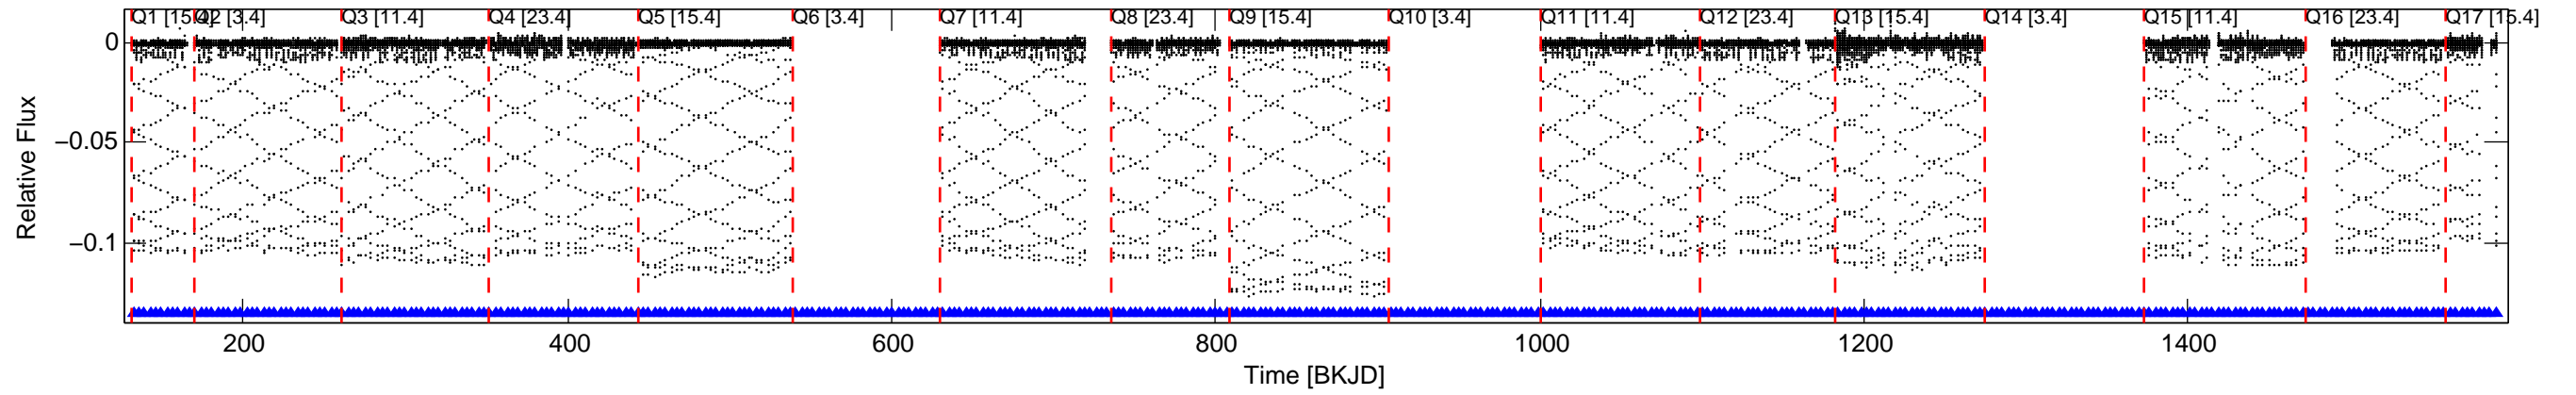 Q1 [15.4] Q2 [3.4] Q3 [11.4] Q4 [23.4] Q5 [15.4] Q6 [3.4] Q7 [11.4] Q8 [23.4] Q9 [15.4] Q10 [3.4] Q11 [11.4] Q12 [23.4] Q13 [15.4] Q14 [3.4] Q15 [11.4] Q16 [23.4] Q17 [15.4]
0
−0.05
−0.1
Relative Flux
200 400 600 800 1000 1200 1400
Time [BKJD]